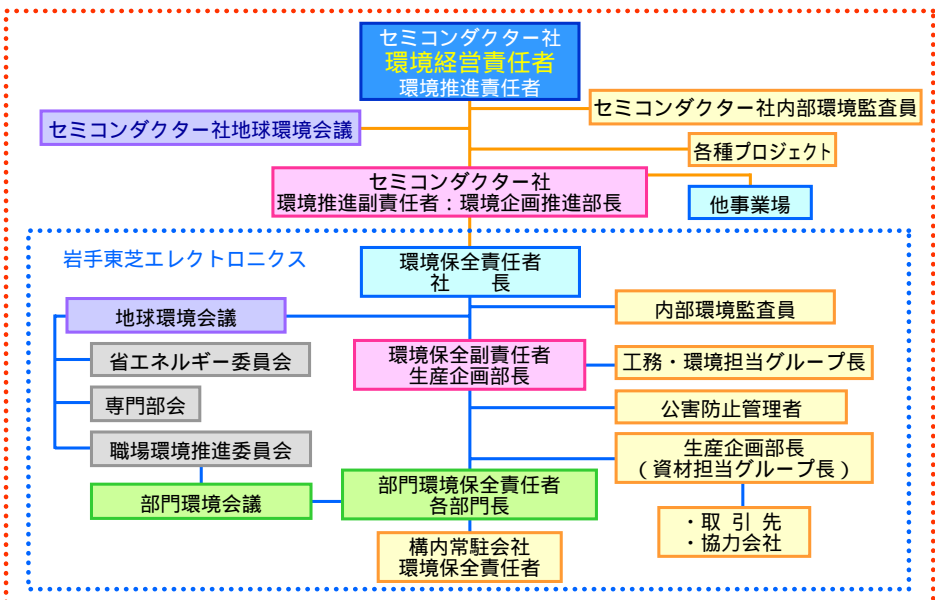 セミコンダクター社
環境経営責任者
環境推進責任者
セミコンダクター社内部環境監査員
セミコンダクター社地球環境会議
各種プロジェクト
セミコンダクター社
環境推進副責任者:環境企画推進部長
他事業場
岩手東芝エレクトロニクス
環境保全責任者
社　　長
内部環境監査員
地球環境会議
省エネルギー委員会
環境保全副責任者
生産企画部長
工務・環境担当グループ長
専門部会
公害防止管理者
職場環境推進委員会
生産企画部長
(資材担当グループ長)
部門環境会議
部門環境保全責任者
各部門長
・取 引 先
・協力会社
構内常駐会社
環境保全責任者